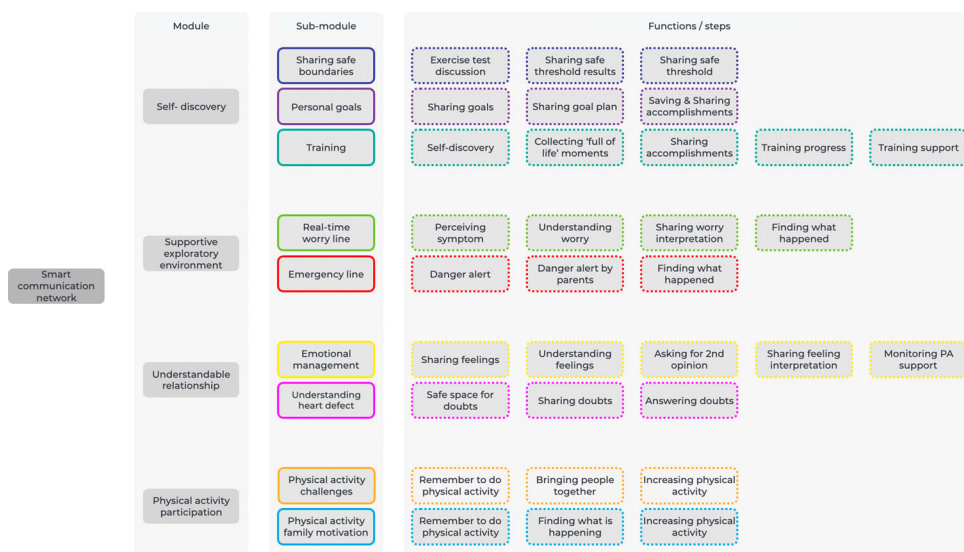 Module
Sub-module
Functions / steps
Sharing safe
boundaries
Exercise test
discussion
Sharing safe
threshold results
Sharing safe
threshold
Self- discovery
Personal goals
Sharing goals
Sharing goal plan
Saving & Sharing
accomplishments
Training
Self-discovery
Collecting ‘full of
life’ moments
Sharing
accomplishments
Training progress
Training support
Smart
communication
network
Supportive
exploratory
environment
Real-time
worry line
Perceiving
symptom
Understanding
worry
Sharing worry
interpretation
Finding what
happened
Emergency line
Danger alert
Danger alert by
parents
Finding what
happened
Understandable
relationship
Emotional
management
Sharing feelings
Understanding
feelings
Asking for 2nd
opinion
Sharing feeling
interpretation
Monitoring PA
support
Understanding
heart defect
Safe space for
doubts
Sharing doubts
Answering doubts
Physical activity
participation
Physical activity
challenges
Remember to do
physical activity
Bringing people
together
Increasing physical
activity
Physical activity
family motivation
Remember to do
physical activity
Finding what is
happening
Increasing physical
activity